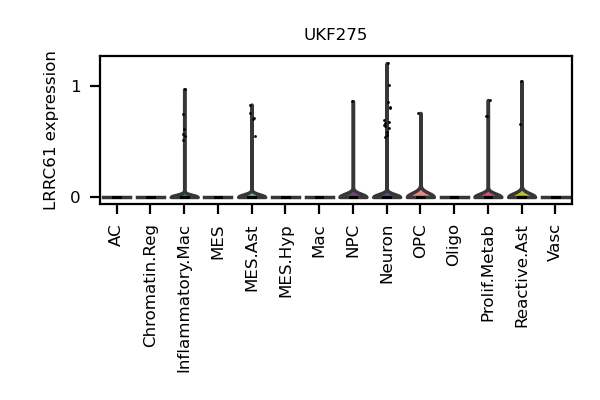 UKF275
LRRC61 expression
1
0
AC
Chromatin.Reg
Inflammatory.Mac
MES
MES.Ast
MES.Hyp
Mac
NPC
Neuron
OPC
Oligo
Prolif.Metab
Reactive.Ast
Vasc